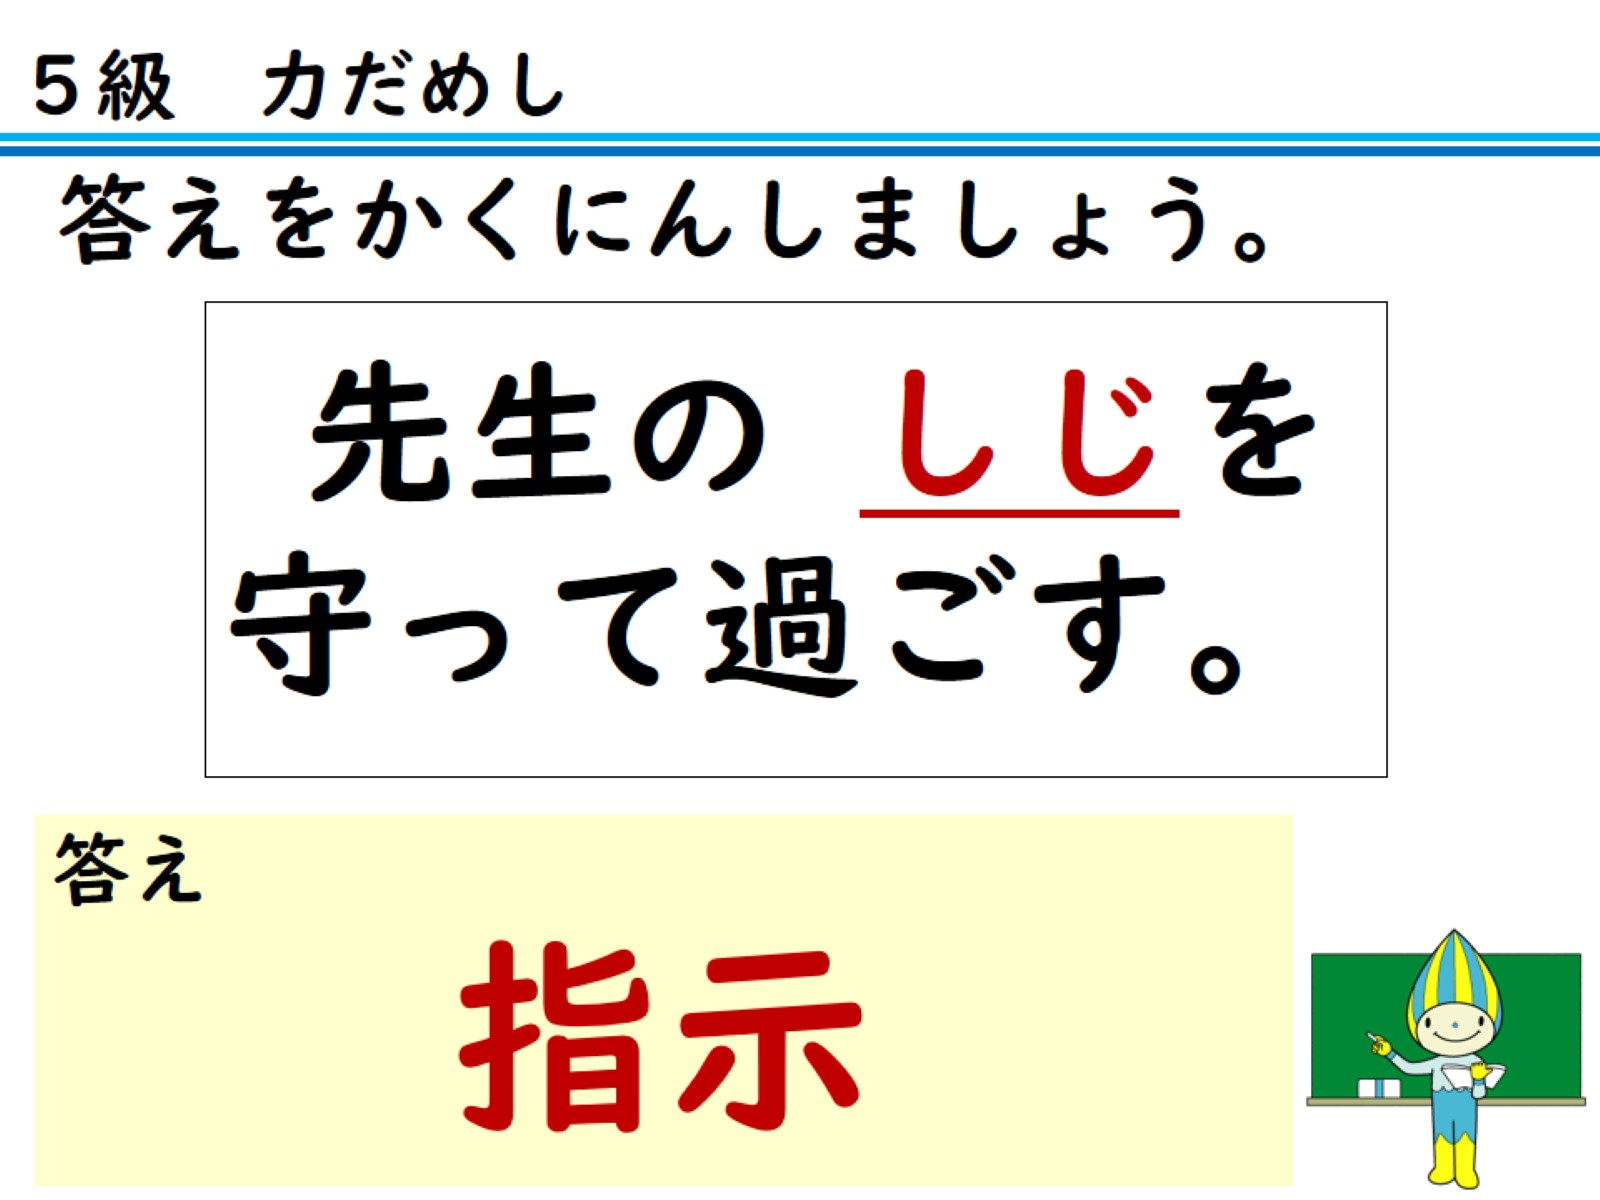 ５級　力だめし
答えをかくにんしましょう。
先生の しじを
守って過ごす。
答え
指示